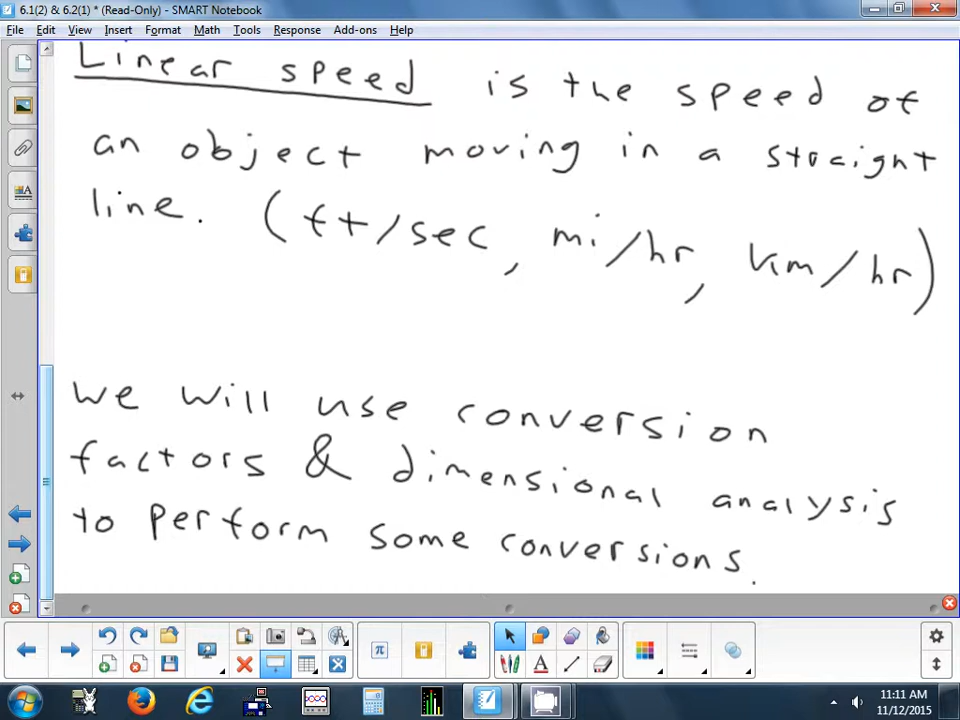 6.1(2) & 6.2(1) * (Read-Only) - SMART Notebook
File Edit View Insert Format Math Tools Response Add-ons Help
Linear speed is the speed of
an object moving in a straight
line. (ft/sec, mi/hr, km/hr)
We will use conversion
factors & dimensional analysis
to perform some conversions.
11:11 AM
11/12/2015